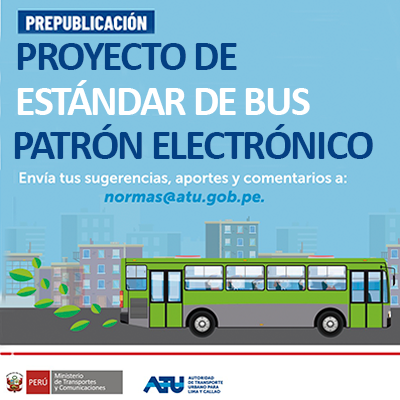 PREPUBLICACIÓN
PROYECTO DE
ESTÁNDAR DE BUS
PATRÓN ELECTRÓNICO
Envía tus sugerencias, aportes y comentarios a:
normas@atu.gob.pe.
PERÚ
Ministerio
de Transportes
y Comunicaciones
ATU
AUTORIDAD
DE TRANSPORTE
URBANO PARA
LIMA Y CALLAO